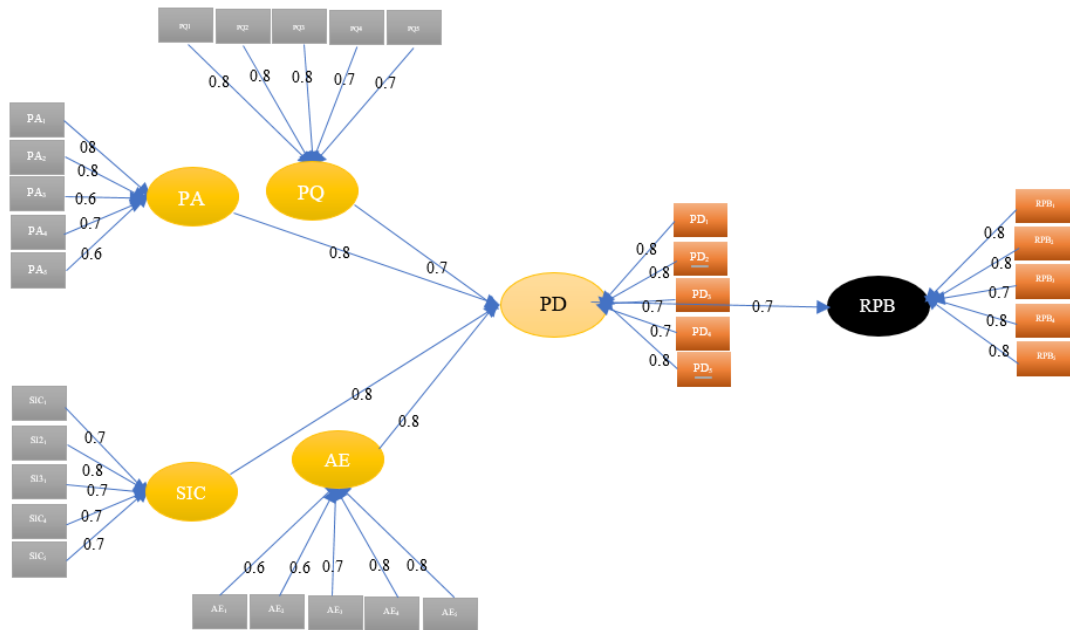 PQ1 PQ2 PQ3 PQ4 PQ5
0.8 0.8 0.8 0.7 0.7
PA₁
PA₂
PA₃
PA₄
PA₅
08
0.8
0.6
0.7
0.6
PA
PQ
0.8
0.7
PD₁
PD₂
PD₃
PD₄
PD₅
0.8
0.8
0.7
0.7
0.8
PD
0.7
RPB
RPB₁
RPB₂
RPB₄
RPB₅
0.8
0.8
0.7
0.8
0.8
SIC₁
SI2₁
SI3₁
SIC₄
0.7
0.8
0.7
0.7
0.7
SIC
0.8
AE
0.8
0.6 0.6 0.7 0.8 0.8
AE₁ AE₄